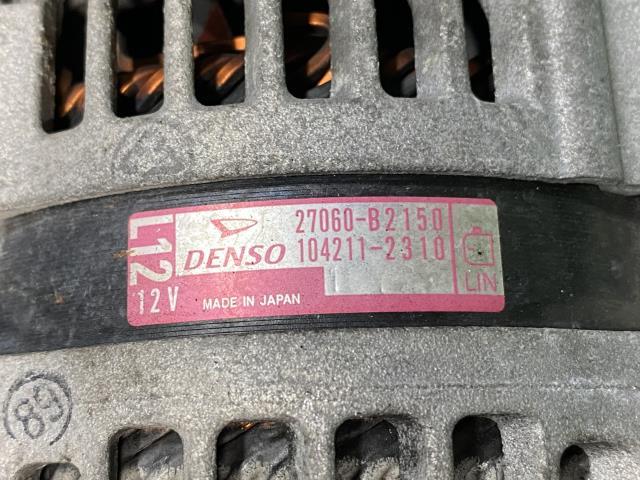 L12
27060-B2150
DENSO 104211-2310
12V MADE IN JAPAN
LIN
89